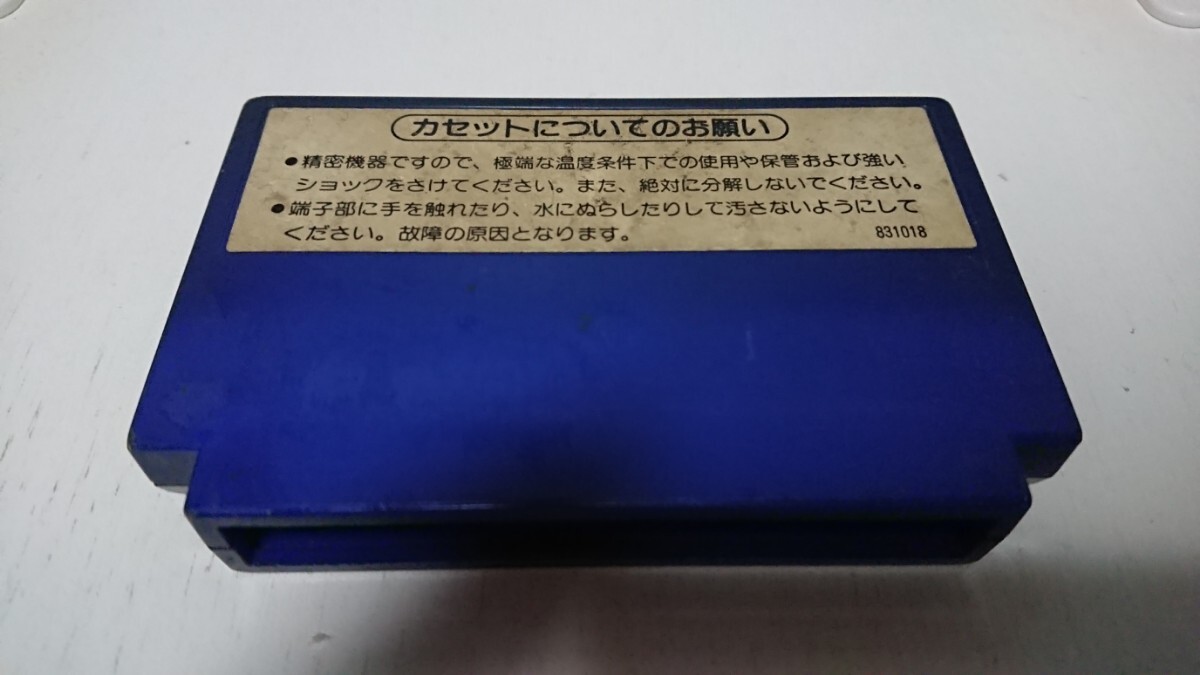 カセットについてのお願い
●精密機器ですので、極端な温度条件下での使用や保管および強い
ショックをさけてください。また、絶対に分解しないでください。
●端子部に手を触れたり、水にぬらしたりして汚さないようにして
ください。故障の原因となります。 831018